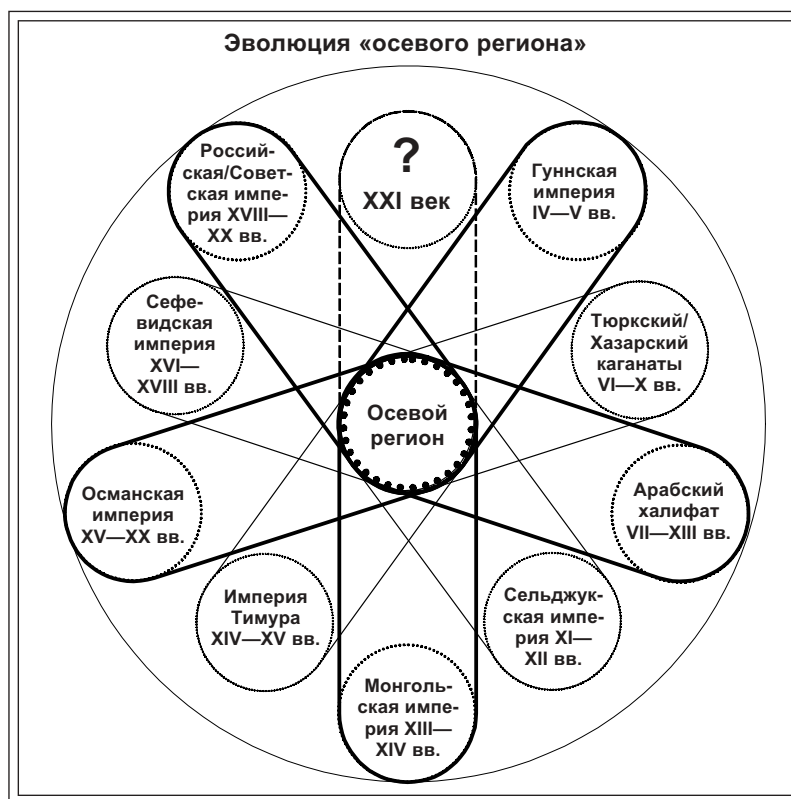 Эволюция «осевого региона»
?
XXI век
Гуннская
империя
IV—V вв.
Тюркский/
Хазарский
каганаты
VI—X вв.
Арабский
халифат
VII—XIII вв.
Сельджук-
ская импе-
рия XI—
XII вв.
Монголь-
ская импе-
рия XIII—
XIV вв.
Империя
Тимура
XIV—XV вв.
Османская
империя
XV—XX вв.
Сефе-
видская
империя
XVI—
XVIII вв.
Россий-
ская/Совет-
ская импе-
рия XVIII—
XX вв.
Осевой
регион